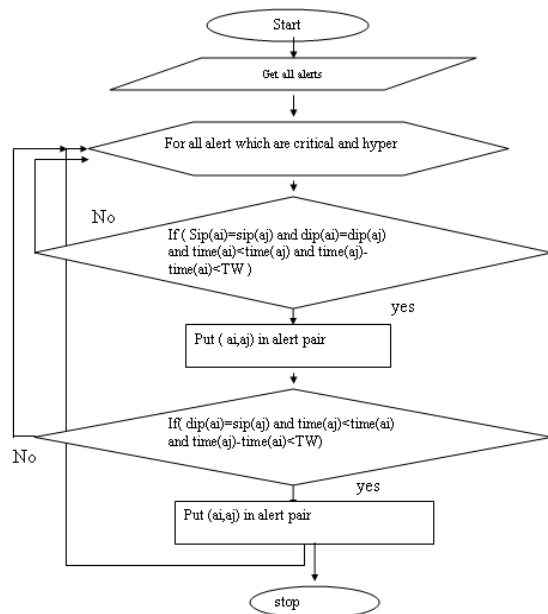 Start
Get all alerts
For all alert which are critical and hyper
No
If ( Sip(ai)=sip(aj) and dip(ai)=dip(aj)
and time(ai)<time(aj) and time(aj)-
time(ai)<TW )
yes
Put ( ai,aj) in alert pair
If( dip(ai)=sip(aj) and time(aj)<time(ai)
and time(aj)-time(ai)<TW)
No
yes
Put (ai,aj) in alert pair
stop